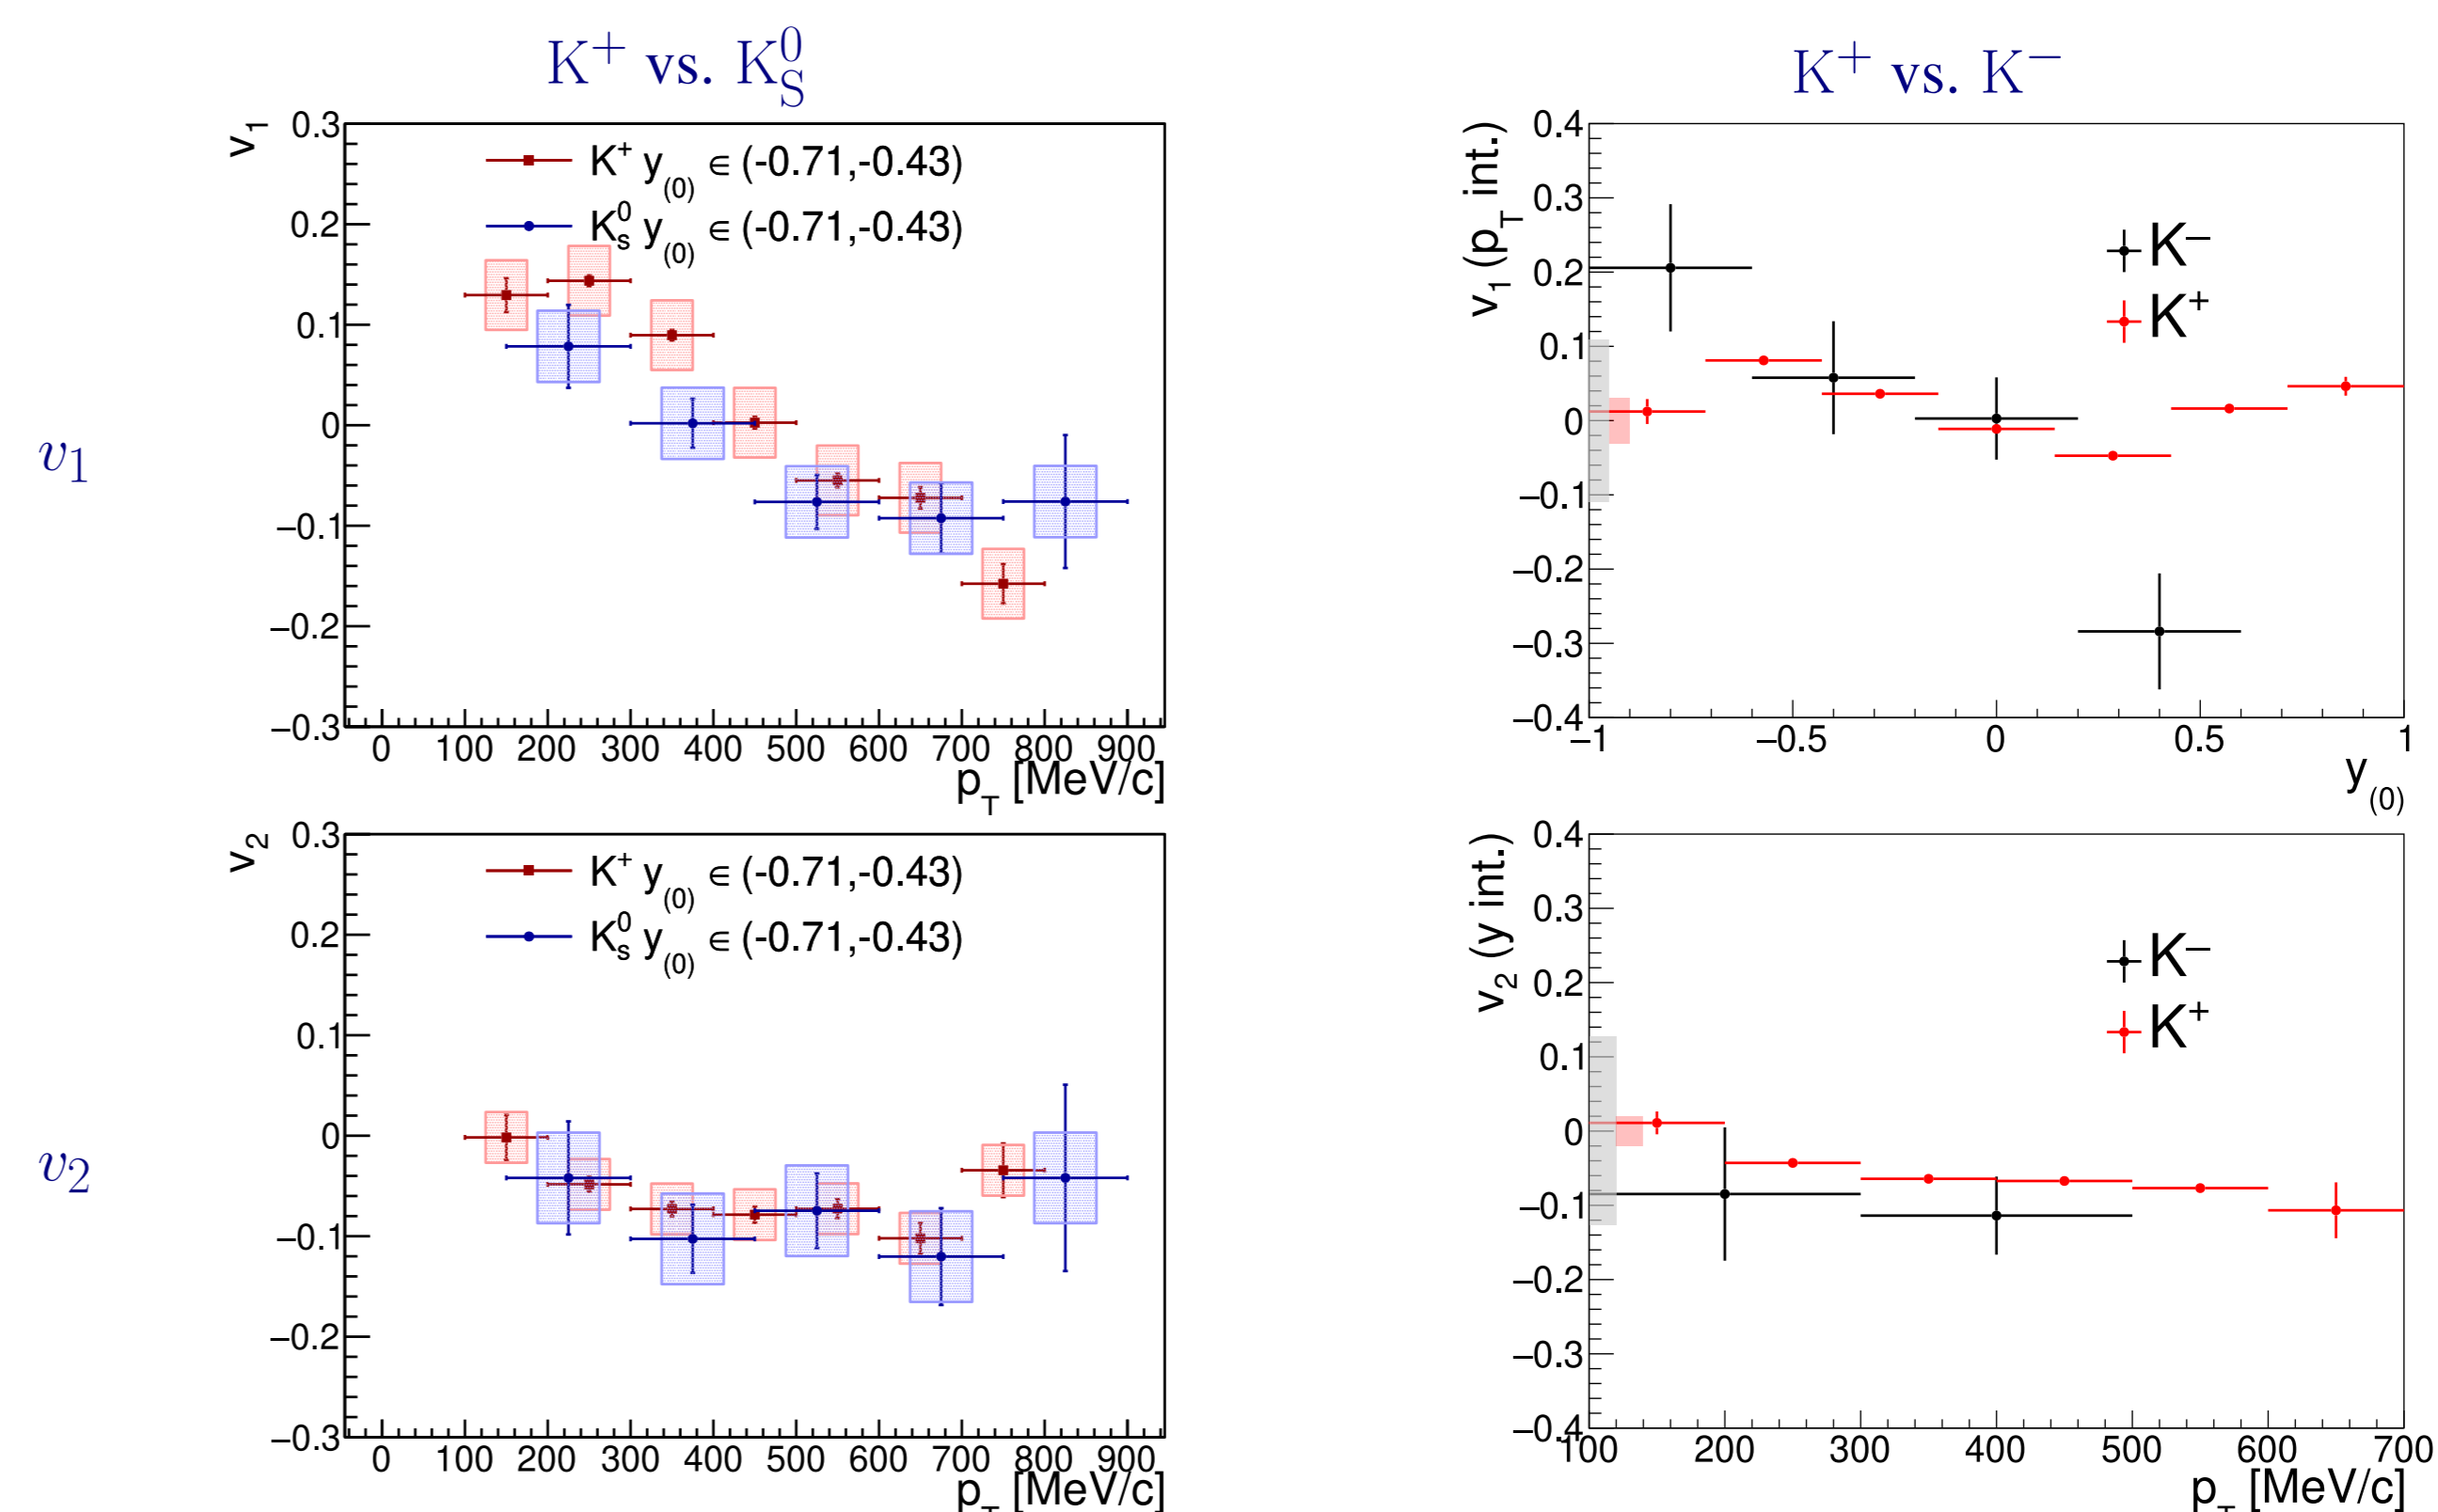 K⁺ vs. K⁰_S
K⁺ vs. K⁻
v₁
v₁
0.3
0.2
0.1
0
−0.1
−0.2
−0.3
K⁺ y₍₀₎ ∈ (-0.71,-0.43)
K⁰ₛ y₍₀₎ ∈ (-0.71,-0.43)
0 100 200 300 400 500 600 700 800 900
p_T [MeV/c]
v₁ (p_T int.)
0.4
0.3
0.2
0.1
0
−0.1
−0.2
−0.3
−0.4
K⁻
K⁺
−1 −0.5 0 0.5 1
y₍₀₎
v₂
v₂
0.3
0.2
0.1
0
−0.1
−0.2
−0.3
K⁺ y₍₀₎ ∈ (-0.71,-0.43)
K⁰ₛ y₍₀₎ ∈ (-0.71,-0.43)
0 100 200 300 400 500 600 700 800 900
p_T [MeV/c]
v₂ (y int.)
0.4
0.3
0.2
0.1
0
−0.1
−0.2
−0.3
−0.4
K⁻
K⁺
100 200 300 400 500 600 700
p_T [MeV/c]